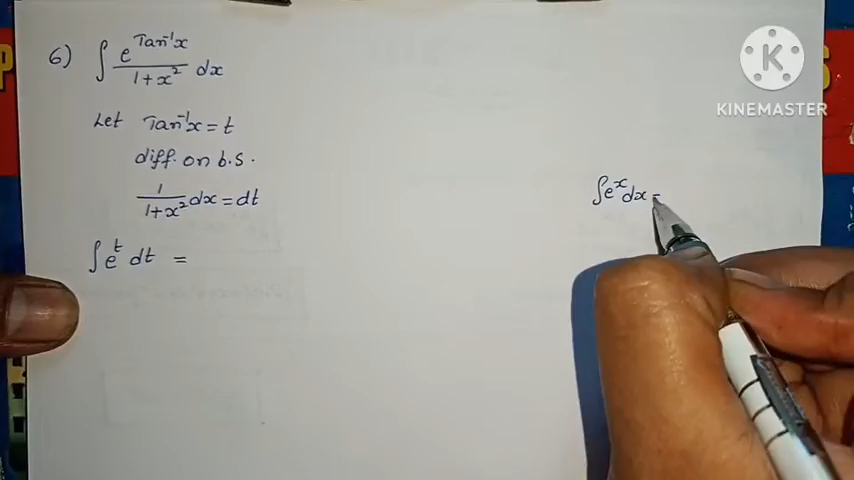 6) ∫ e^Tan⁻¹x / 1+x² dx
Let Tan⁻¹x = t
diff. on b.s.
1 / 1+x² dx = dt
∫ e^t dt =
∫ e^x dx =
K
KINEMASTER